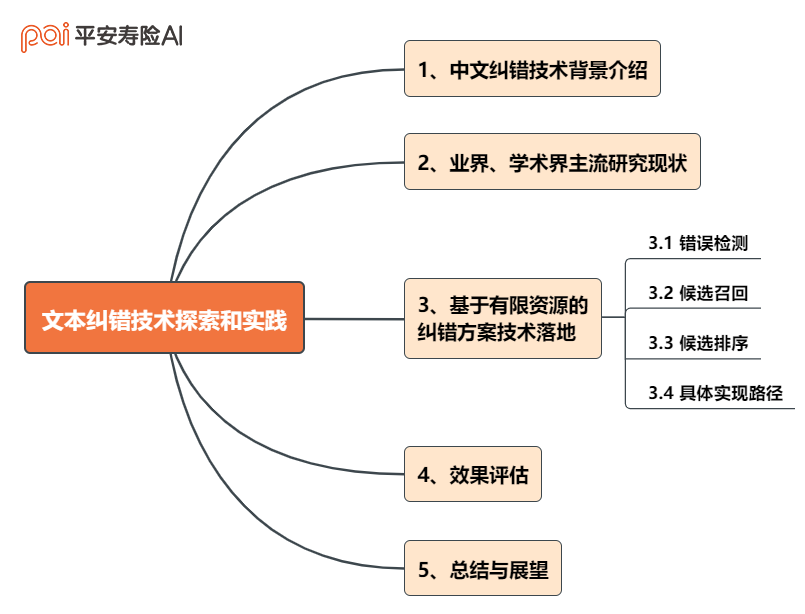 pai 平安寿险AI
1、中文纠错技术背景介绍
2、业界、学术界主流研究现状
文本纠错技术探索和实践
3、基于有限资源的
纠错方案技术落地
3.1 错误检测
3.2 候选召回
3.3 候选排序
3.4 具体实现路径
4、效果评估
5、总结与展望